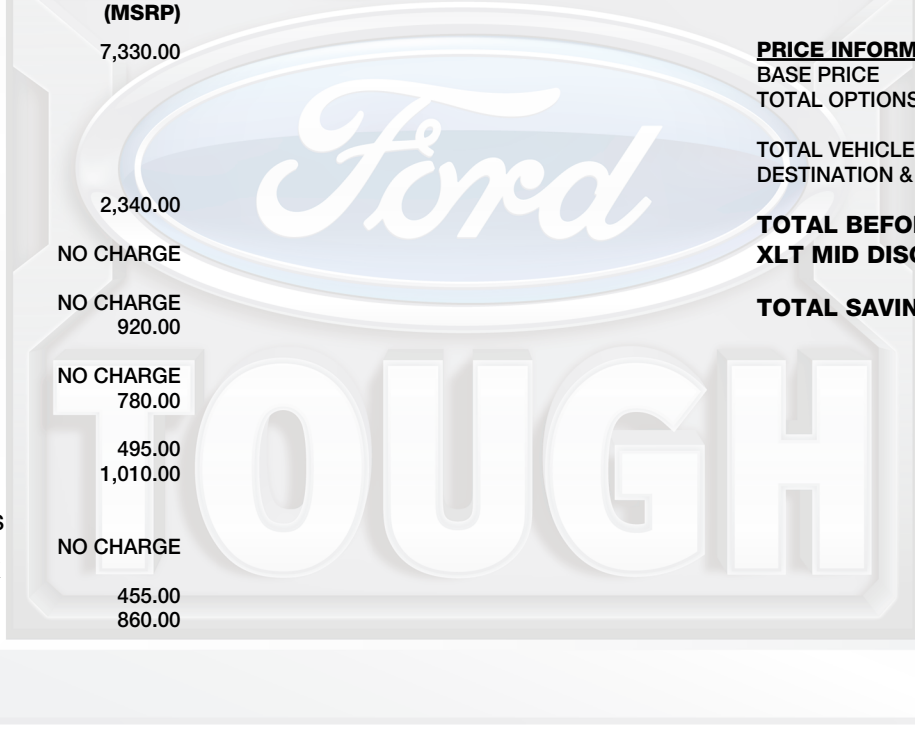 (MSRP)
7,330.00
2,340.00
NO CHARGE
NO CHARGE
920.00
NO CHARGE
780.00
495.00
1,010.00
S
NO CHARGE
455.00
860.00
PRICE INFORM
BASE PRICE
TOTAL OPTIONS
TOTAL VEHICLE
DESTINATION &
TOTAL BEFO
XLT MID DISC
TOTAL SAVIN
Ford
TOUGH